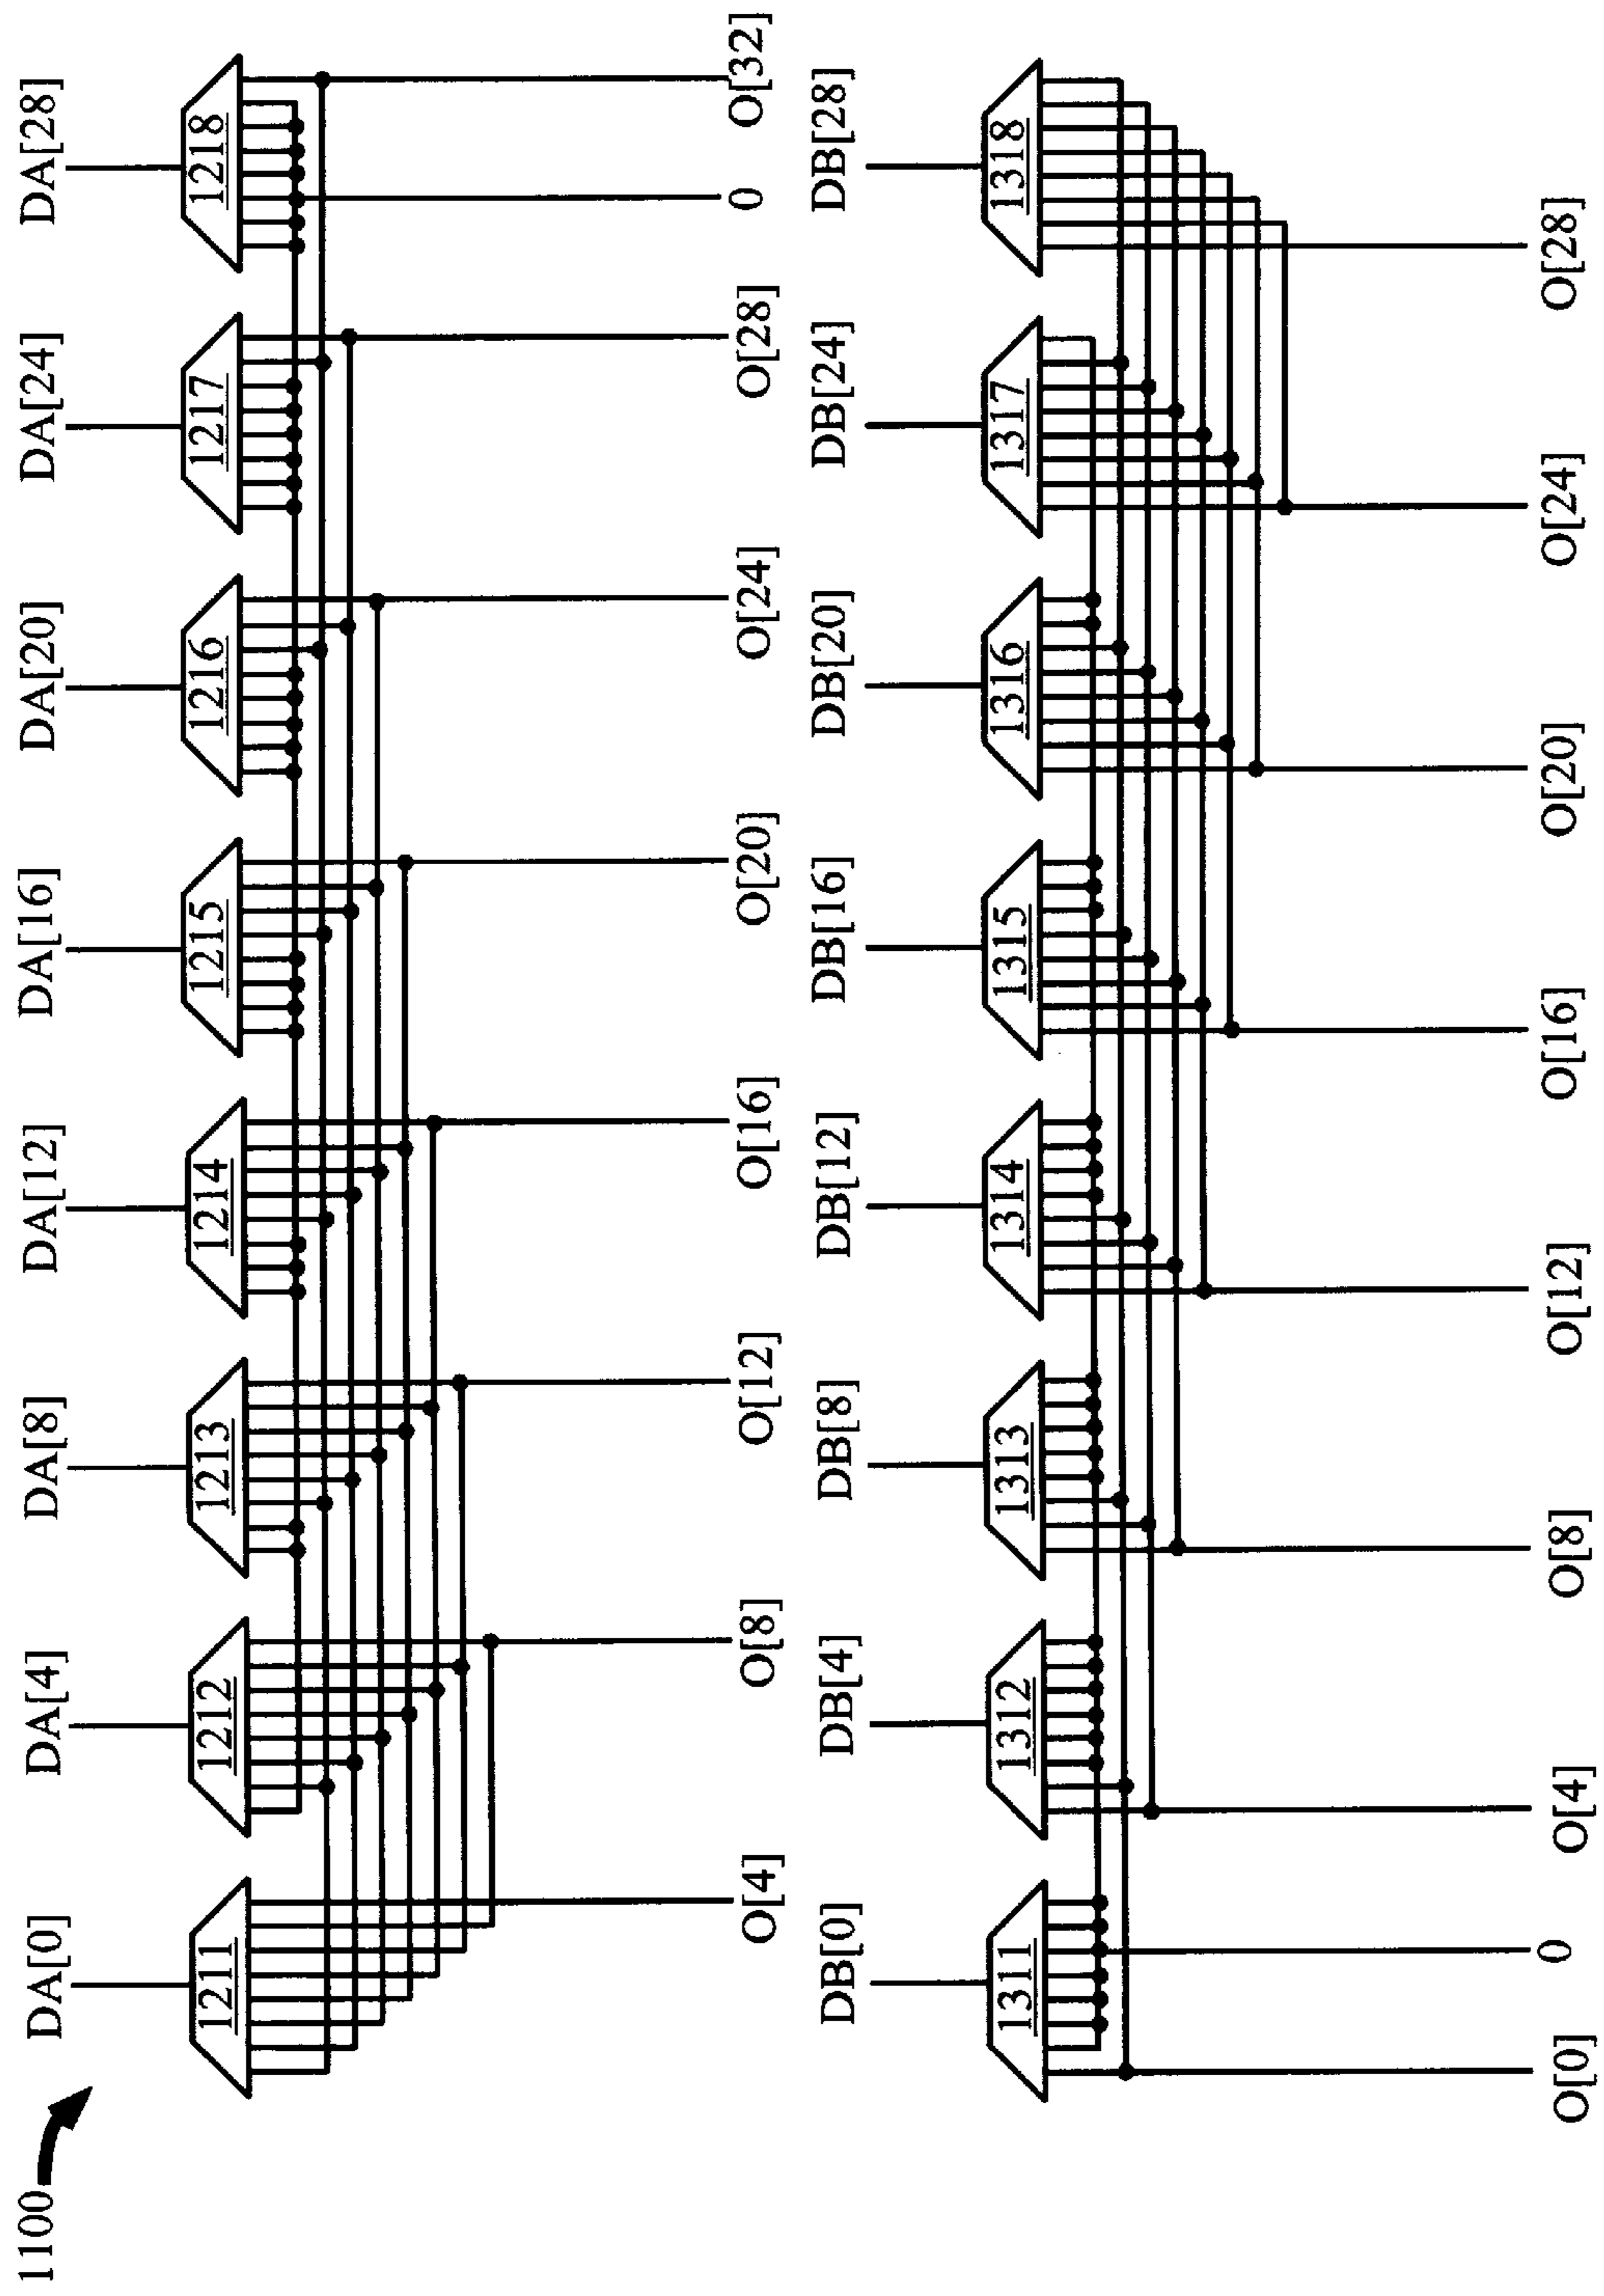 1100
DA[0] DA[4] DA[8] DA[12] DA[16] DA[20] DA[24] DA[28]
1211 1212 1213 1214 1215 1216 1217 1218
O[4] O[8] O[12] O[16] O[20] O[24] O[28] 0 O[32]
DB[0] DB[4] DB[8] DB[12] DB[16] DB[20] DB[24] DB[28]
1311 1312 1313 1314 1315 1316 1317 1318
O[0] 0 O[4] O[8] O[12] O[16] O[20] O[24] O[28]